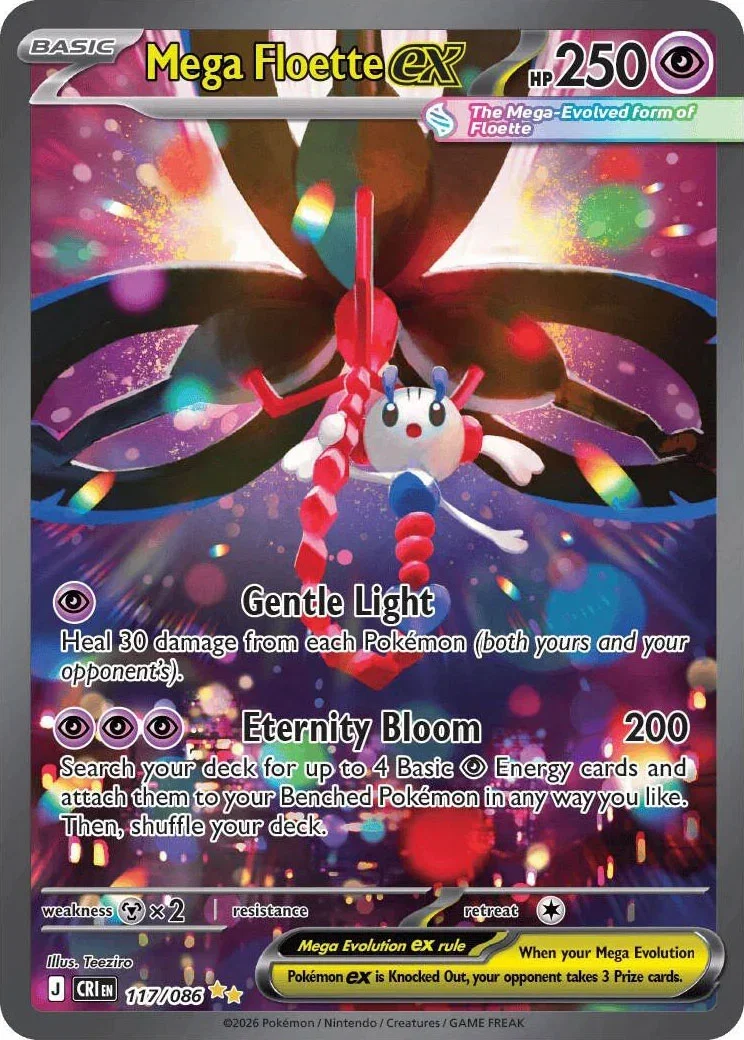 BASIC
Mega Floette ex
HP 250
The Mega-Evolved form of
Floette
Gentle Light
Heal 30 damage from each Pokémon (both yours and your
opponent's).
Eternity Bloom 200
Search your deck for up to 4 Basic Energy cards and
attach them to your Benched Pokémon in any way you like.
Then, shuffle your deck.
weakness ×2 resistance retreat
Illus. Teeziro
Mega Evolution ex rule
When your Mega Evolution
Pokémon ex is Knocked Out, your opponent takes 3 Prize cards.
J CRI EN 117/086
©2026 Pokémon / Nintendo / Creatures / GAME FREAK